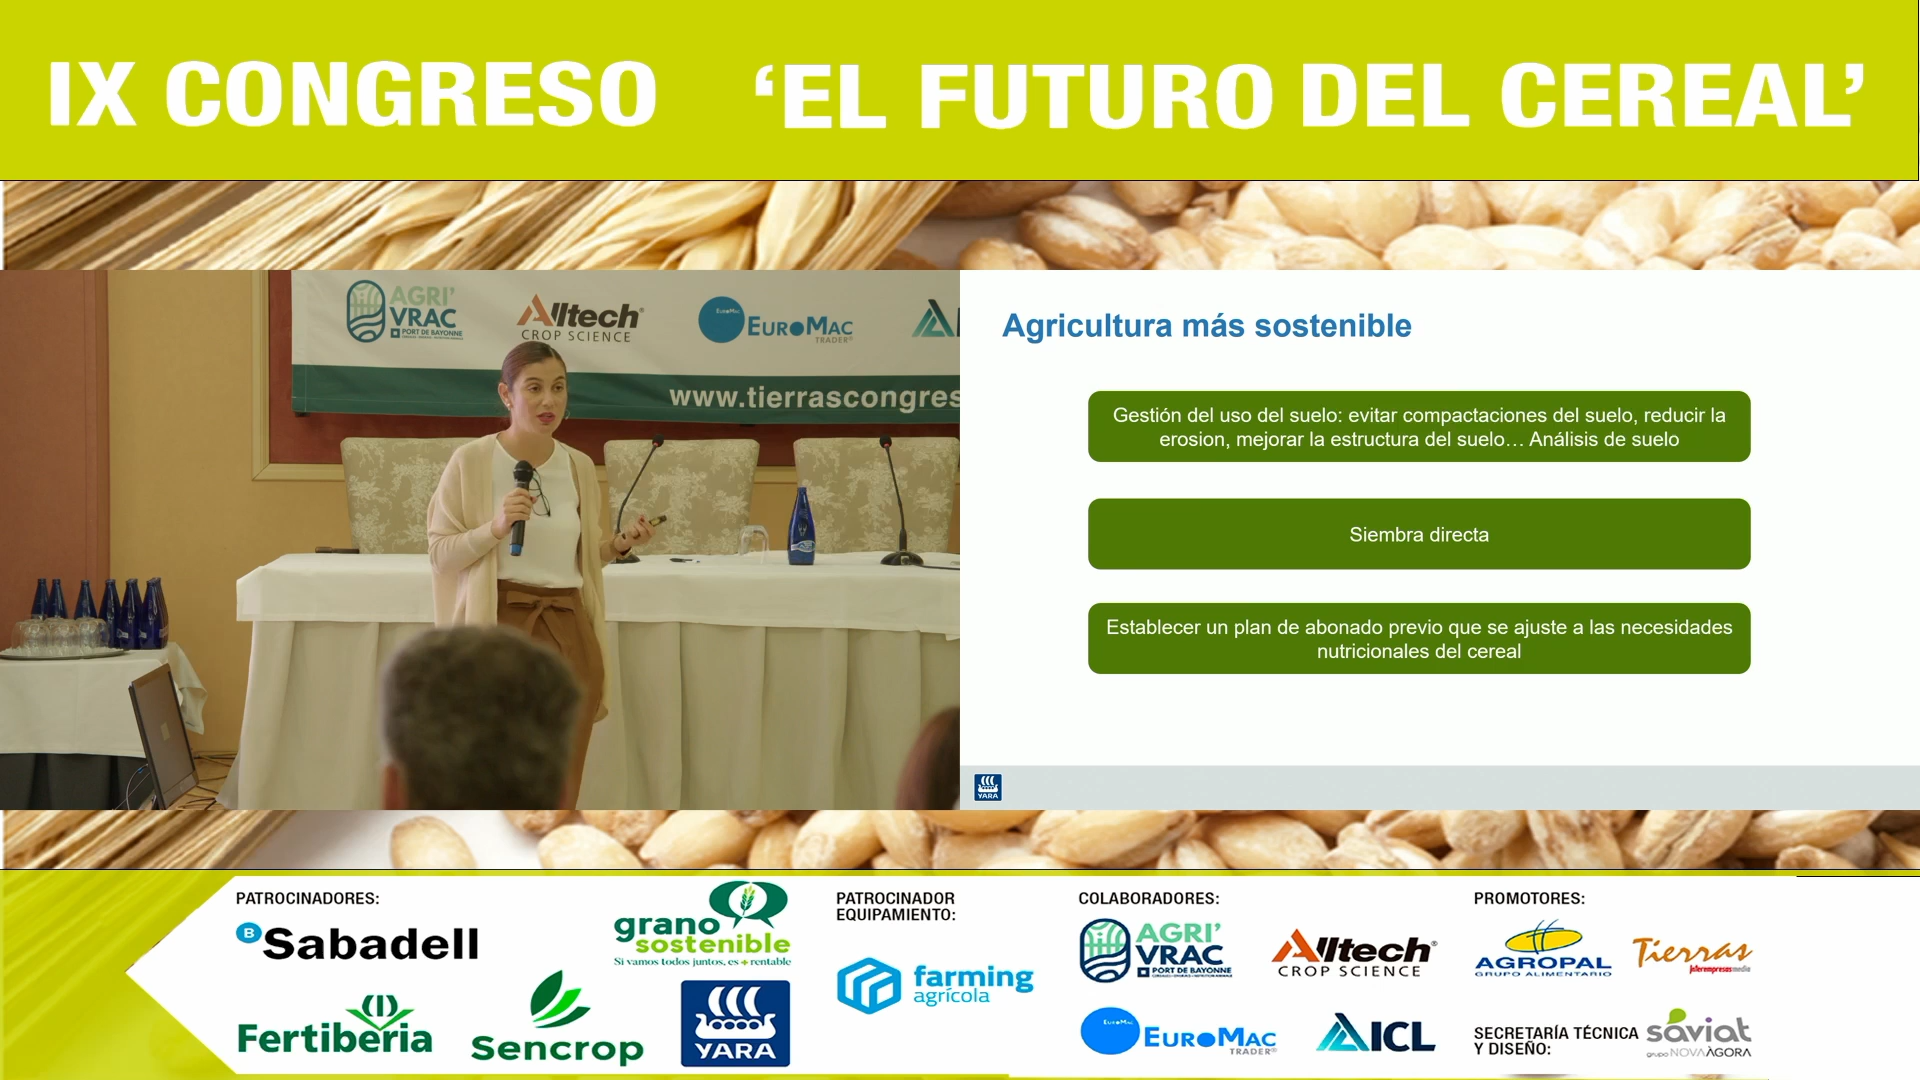 IX CONGRESO ‘EL FUTURO DEL CEREAL’
AGRI’
VRAC
PORT DE BAYONNE
Alltech®
CROP SCIENCE
EuroMac
EUROMAC
TRADER®
www.tierrascongres
Agricultura más sostenible
Gestión del uso del suelo: evitar compactaciones del suelo, reducir la
erosion, mejorar la estructura del suelo… Análisis de suelo
Siembra directa
Establecer un plan de abonado previo que se ajuste a las necesidades
nutricionales del cereal
YARA
PATROCINADORES:
B Sabadell
grano
sostenible
Si vamos todos juntos, es + rentable
Fertiberia
Sencrop
YARA
PATROCINADOR
EQUIPAMIENTO:
farming
agrícola
COLABORADORES:
AGRI’
VRAC
PORT DE BAYONNE
Alltech®
CROP SCIENCE
EuroMac
EUROMAC
TRADER®
ICL
PROMOTORES:
AGROPAL
GRUPO ALIMENTARIO
Tierras
Interempresasmedia
SECRETARÍA TÉCNICA
Y DISEÑO:
saviat
grupo NOVAÀGORA